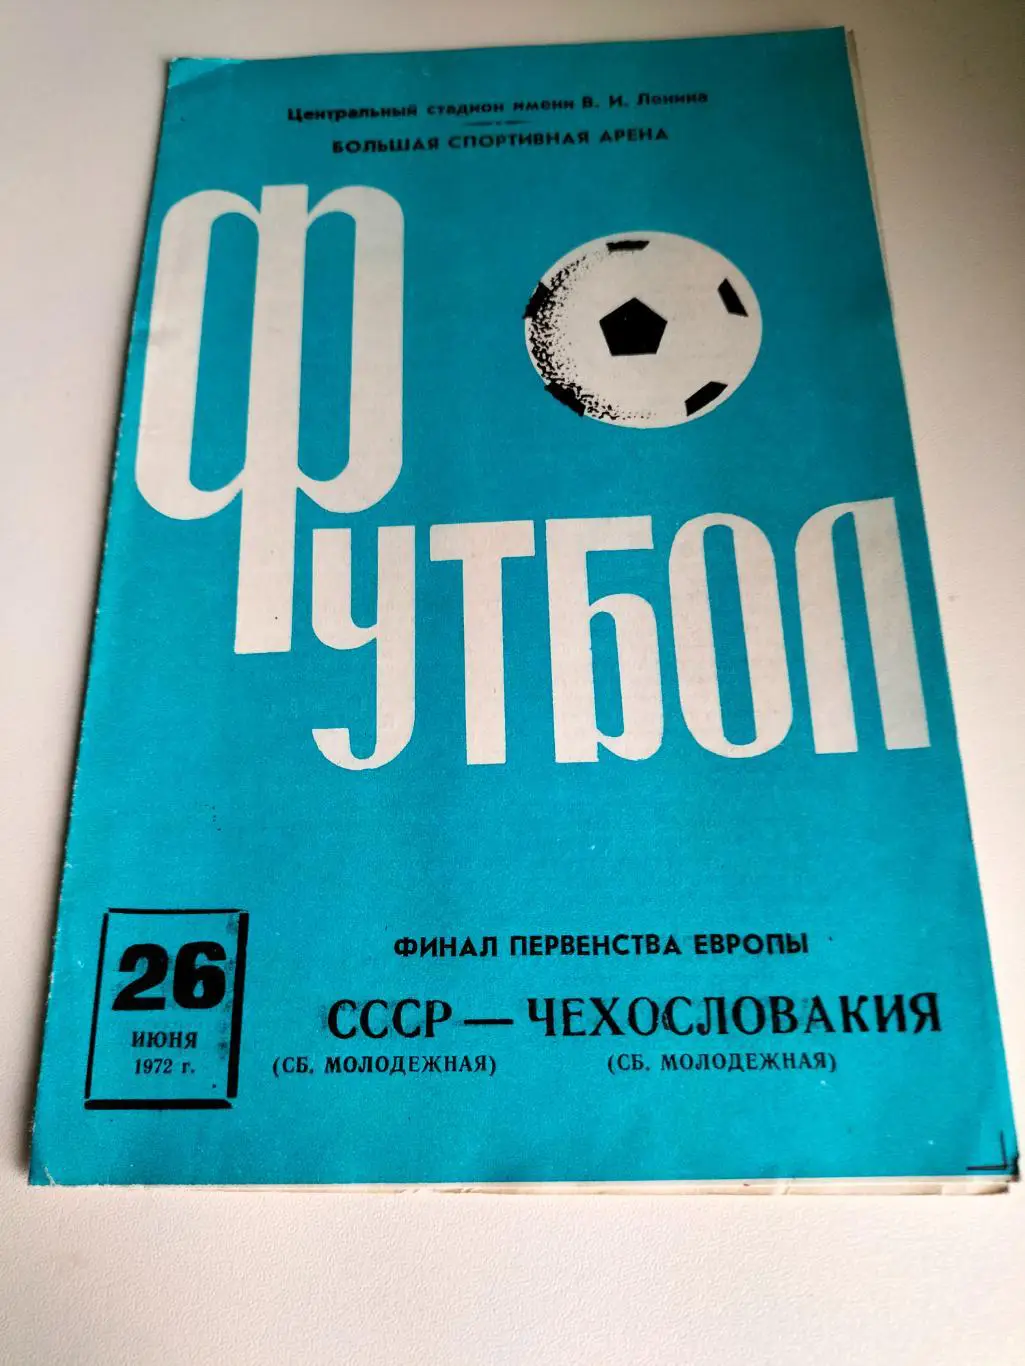 Центральный стадион имени В. И. Ленина
БОЛЬШАЯ СПОРТИВНАЯ АРЕНА
ФУТБОЛ
26
ИЮНЯ
1972 г.
ФИНАЛ ПЕРВЕНСТВА ЕВРОПЫ
СССР — ЧЕХОСЛОВАКИЯ
(СБ. МОЛОДЕЖНАЯ) (СБ. МОЛОДЕЖНАЯ)